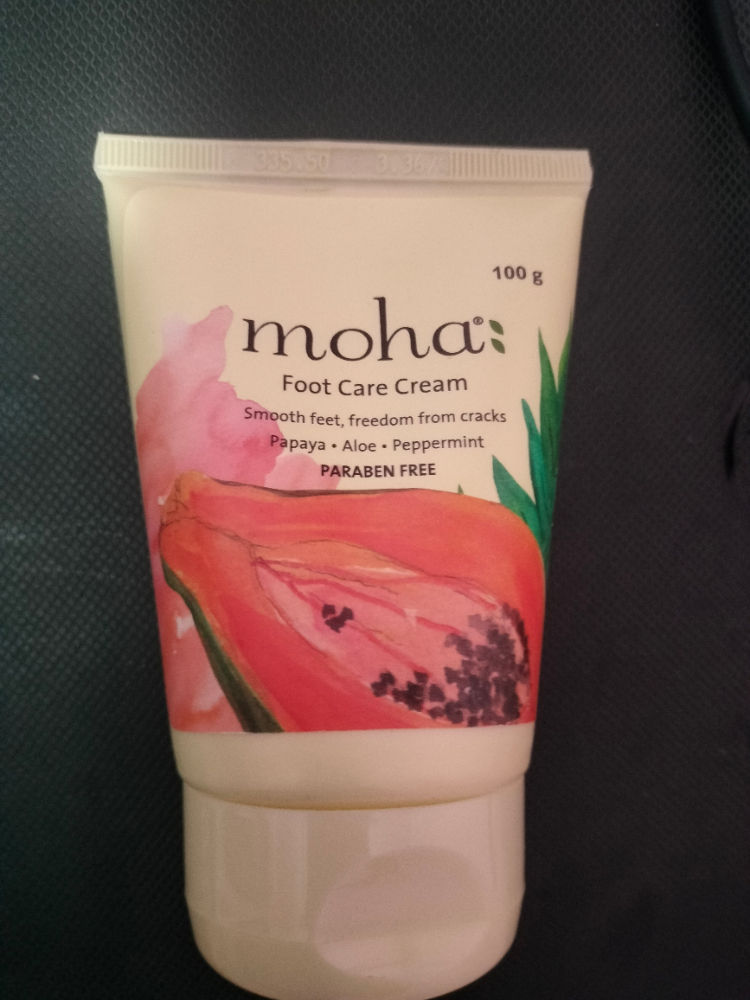 100 g
moha®
Foot Care Cream
Smooth feet, freedom from cracks
Papaya • Aloe • Peppermint
PARABEN FREE